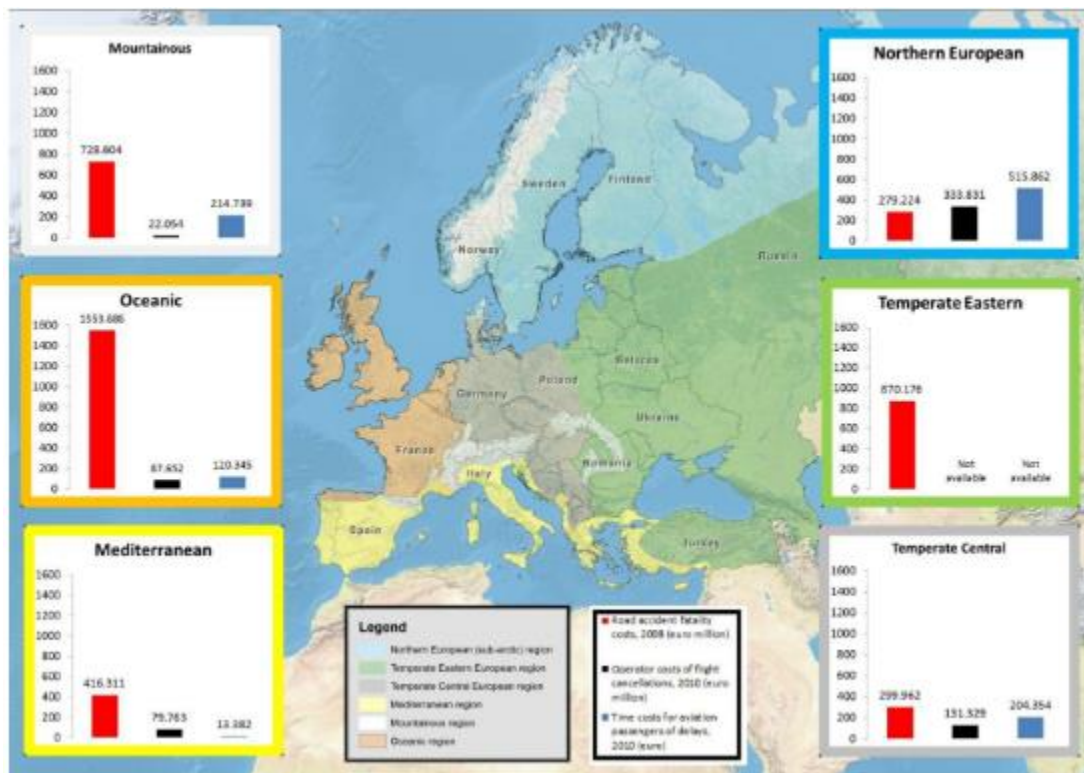 Mountainous
1600
1400
1200
1000
800
600
400
200
0
728.604
22.054
214.739
Northern European
1600
1400
1200
1000
800
600
400
200
0
279.224
333.831
515.862
Oceanic
1600
1400
1200
1000
800
600
400
200
0
1553.686
87.652
120.345
Temperate Eastern
1600
1400
1200
1000
800
600
400
200
0
870.176
Not available
Not available
Mediterranean
1600
1400
1200
1000
800
600
400
200
0
416.311
79.763
13.382
Temperate Central
1600
1400
1200
1000
800
600
400
200
0
299.962
131.329
204.354
Sweden
Finland
Norway
Russia
Belarus
Poland
Germany
Ukraine
France
Romania
Italy
Spain
Turkey
Legend
Northern European (sub-arctic) region
Temperate Eastern European region
Temperate Central European region
Mediterranean region
Mountainous region
Oceanic region
Road accident fatality
costs, 2008 (euro million)
Operator costs of flight
cancellations, 2010 (euro
million)
Time costs for aviation
passengers of delays,
2010 (euro)